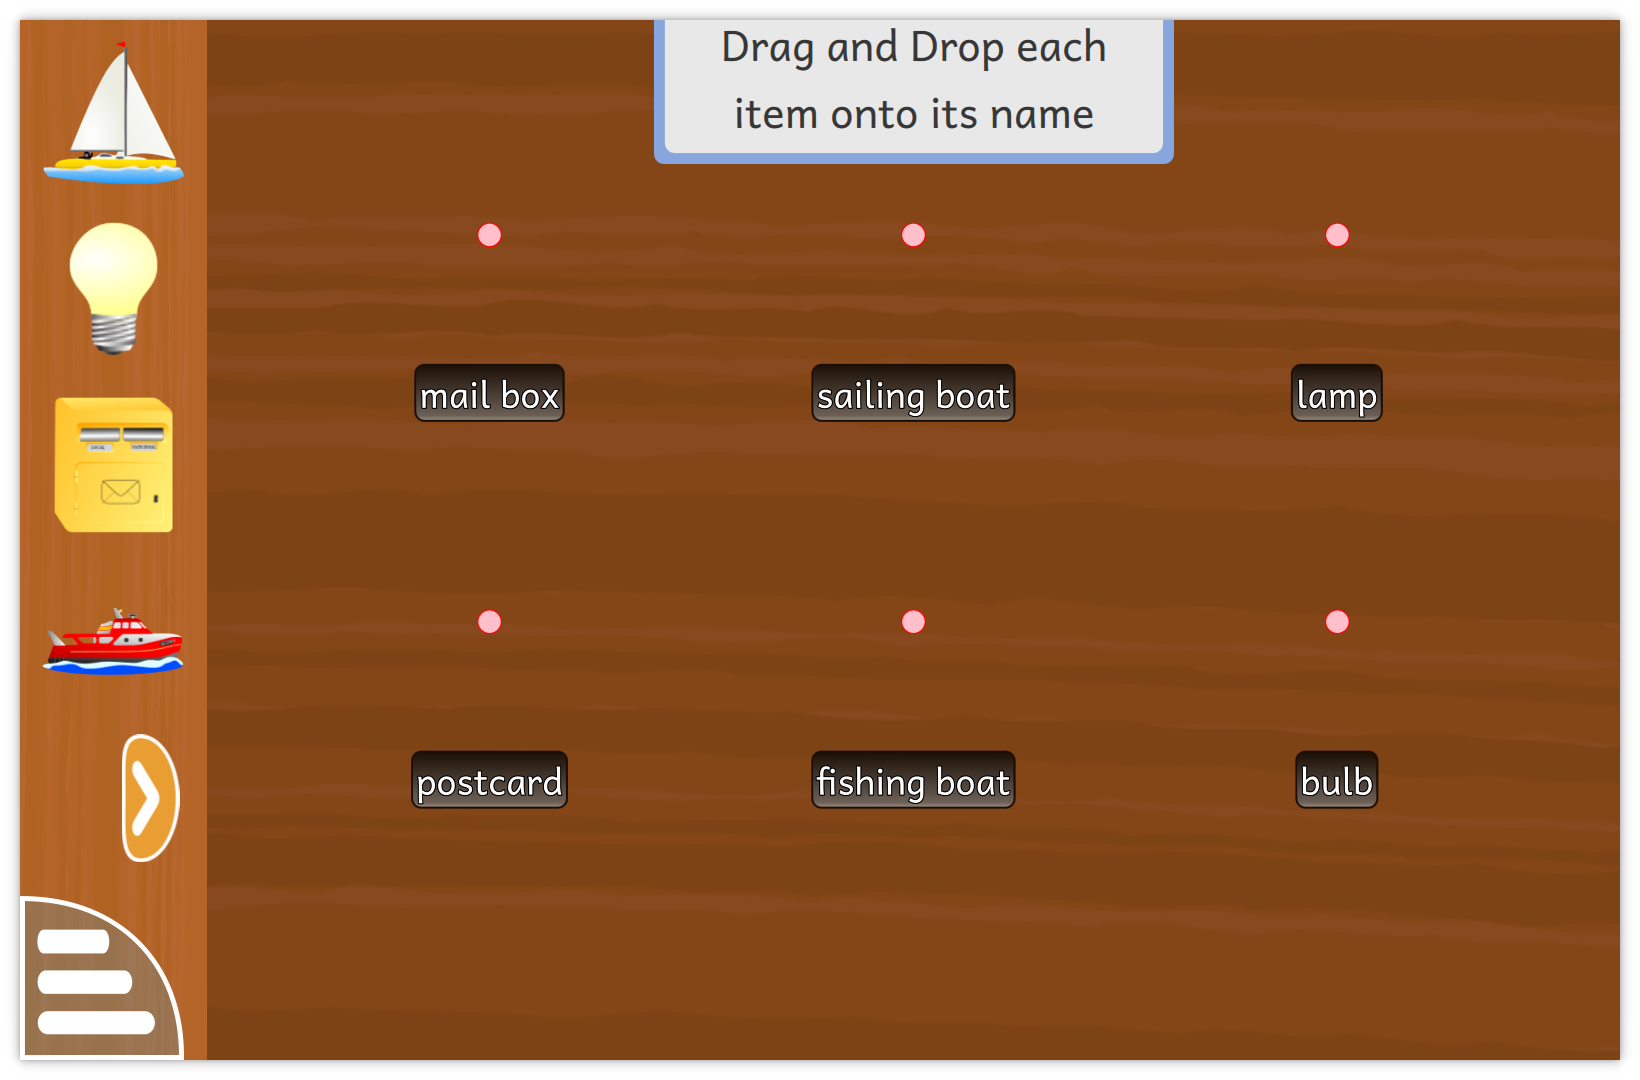 Drag and Drop each
item onto its name
mail box
sailing boat
lamp
postcard
fishing boat
bulb